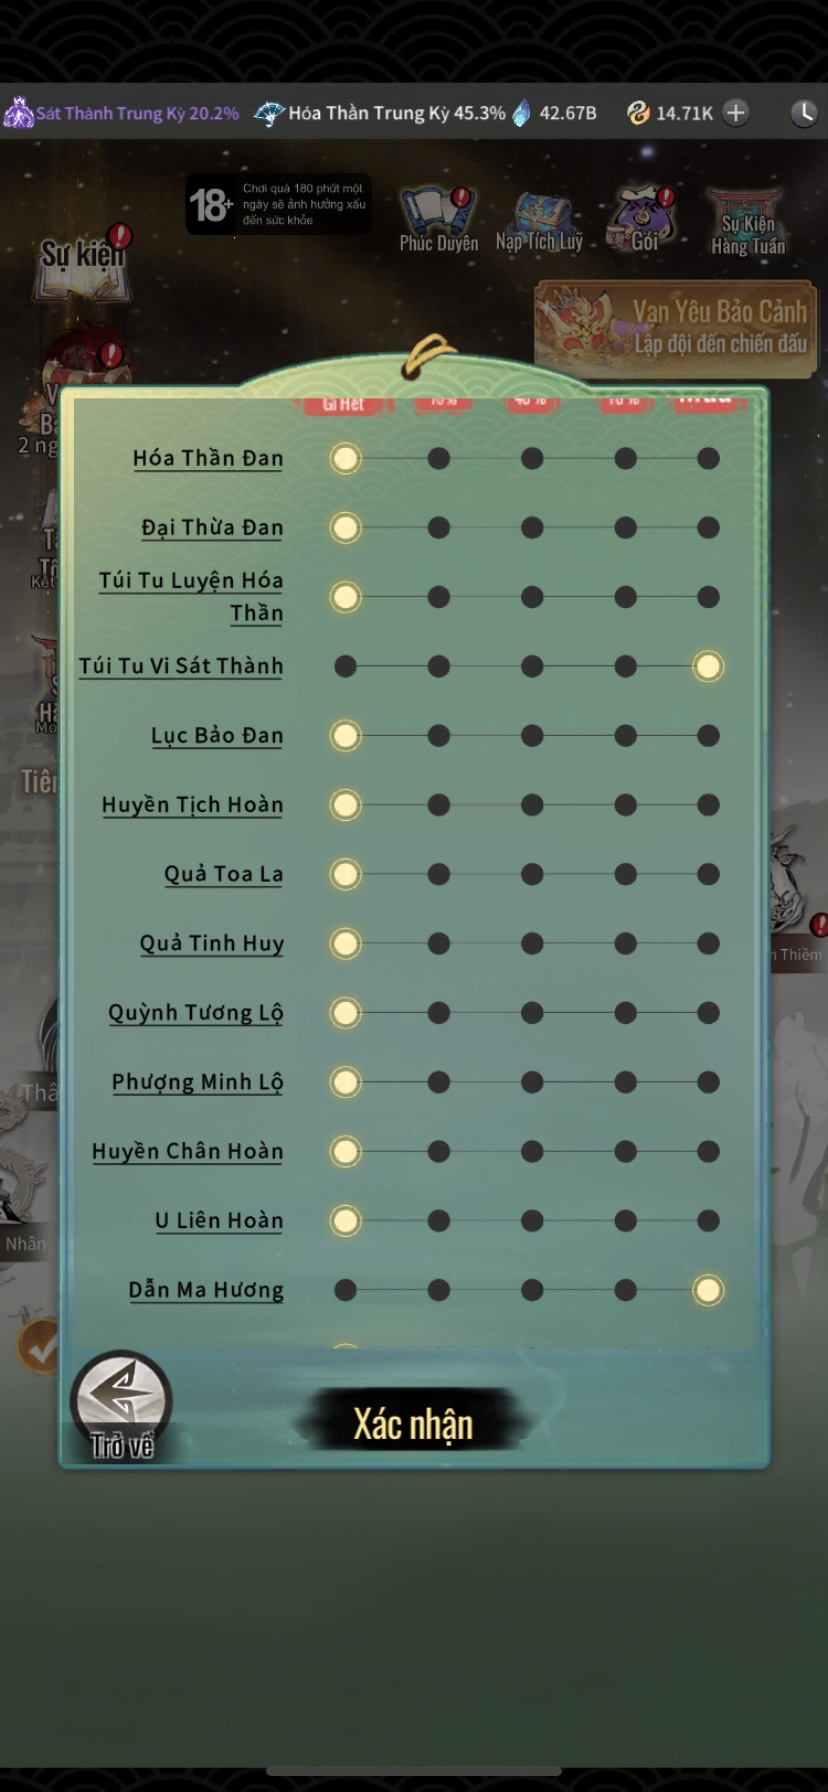 Sát Thành Trung Kỳ 20.2%
Hóa Thần Trung Kỳ 45.3%
42.67B
14.71K
18+
Chơi quá 180 phút một
ngày sẽ ảnh hưởng xấu
đến sức khỏe
Sự kiện
Phúc Duyên
Nạp Tích Luỹ
Gói
Sự Kiện
Hàng Tuần
Vạn Yêu Bảo Cảnh
Lập đội đến chiến đấu
2 ng
Hóa Thần Đan
Đại Thừa Đan
Túi Tu Luyện Hóa
Thần
Túi Tu Vi Sát Thành
Lục Bảo Đan
Huyền Tịch Hoàn
Quả Toa La
Quả Tinh Huy
Quỳnh Tương Lộ
Phượng Minh Lộ
Huyền Chân Hoàn
U Liên Hoàn
Dẫn Ma Hương
Thiềm
Nhân
Trở về
Xác nhận